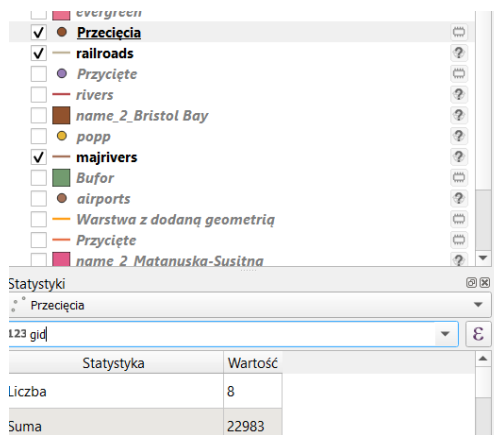 evergreen
Przecięcia
railroads
Przycięte
rivers
name_2_Bristol Bay
popp
majrivers
Bufor
airports
Warstwa z dodaną geometrią
Przycięte
name_2_Matanuska-Susitna
Statystyki
Przecięcia
123 gid
ε
Statystyka Wartość
Liczba 8
Suma 22983